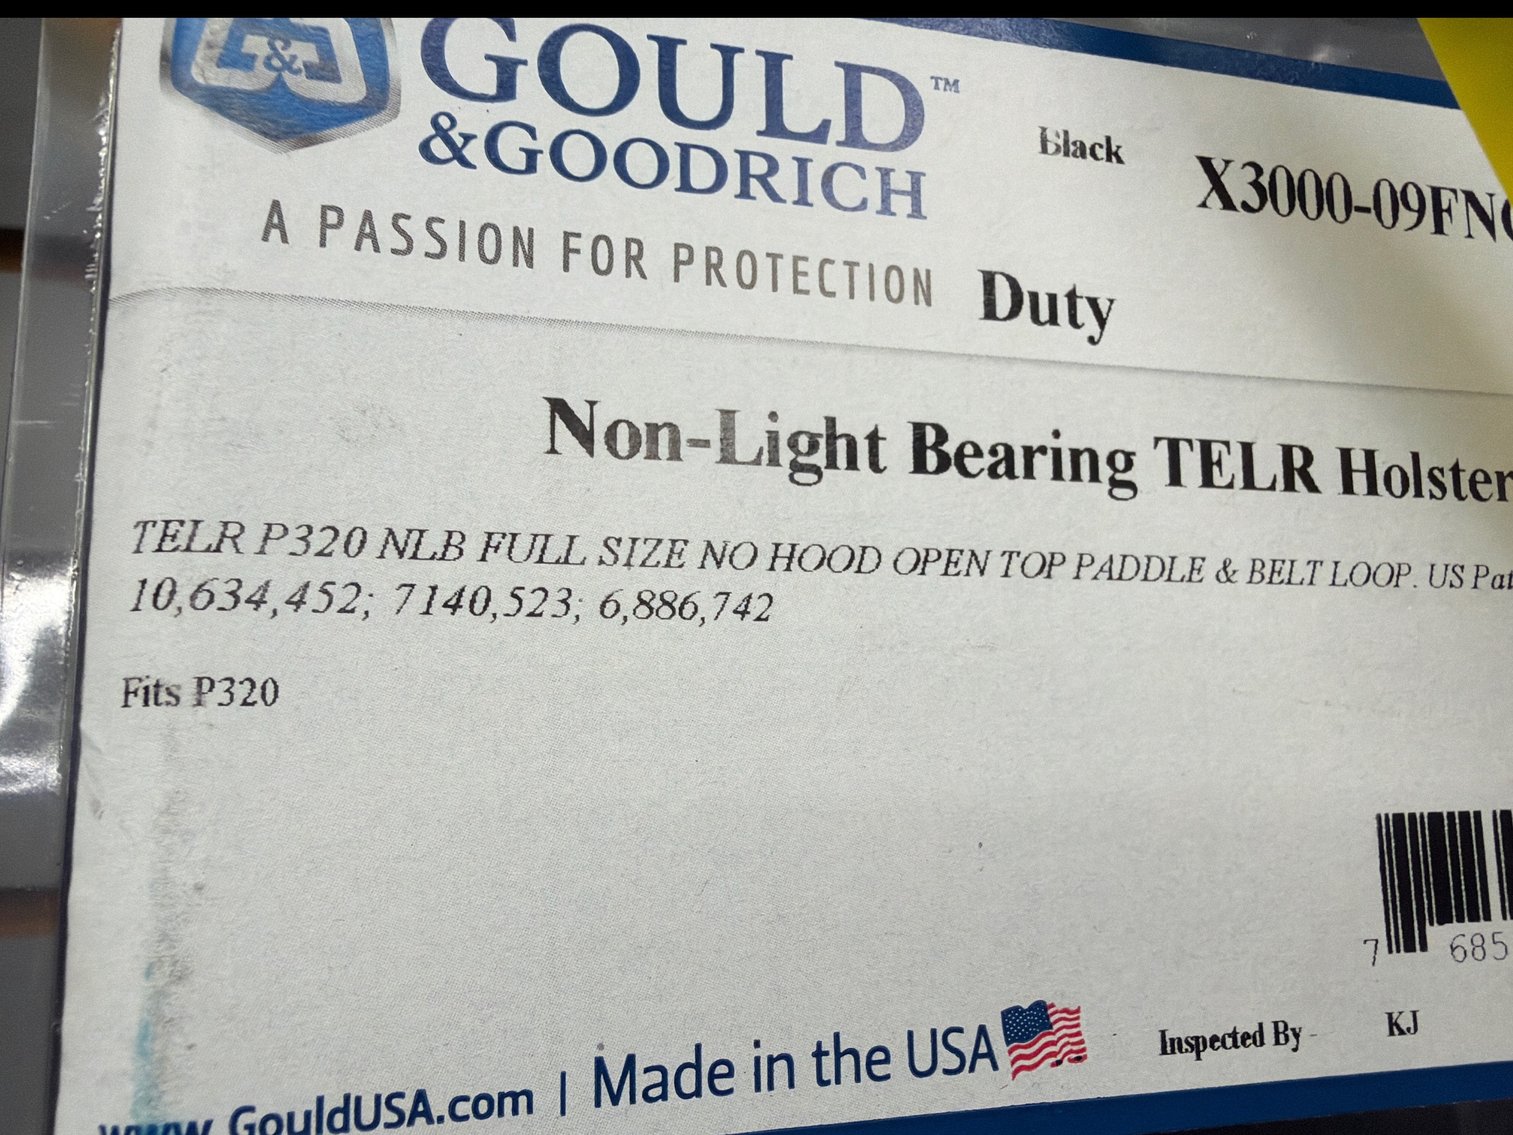 &
GOULD™
&GOODRICH
A PASSION FOR PROTECTION
Black
X3000-09FN
Duty
Non-Light Bearing TELR Holster
TELR P320 NLB FULL SIZE NO HOOD OPEN TOP PADDLE & BELT LOOP. US Pat
10,634,452; 7140,523; 6,886,742
Fits P320
7 685
www.GouldUSA.com | Made in the USA
Inspected By - KJ